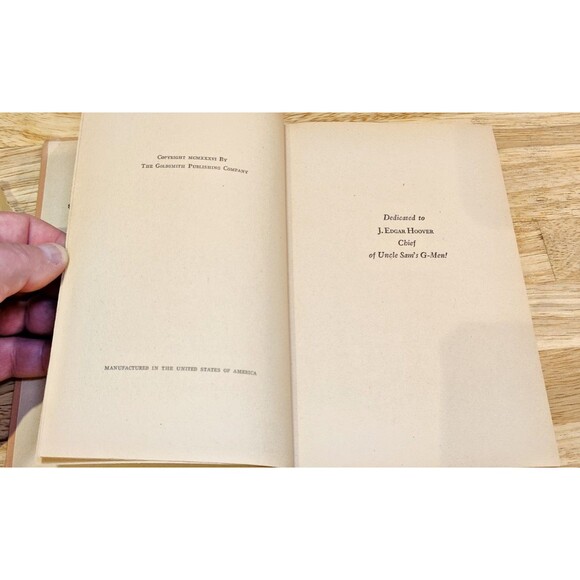 Copyright MCMXXXVI By
The Goldsmith Publishing Company
MANUFACTURED IN THE UNITED STATES OF AMERICA
Dedicated to
J. Edgar Hoover
Chief
of Uncle Sam's G-Men!